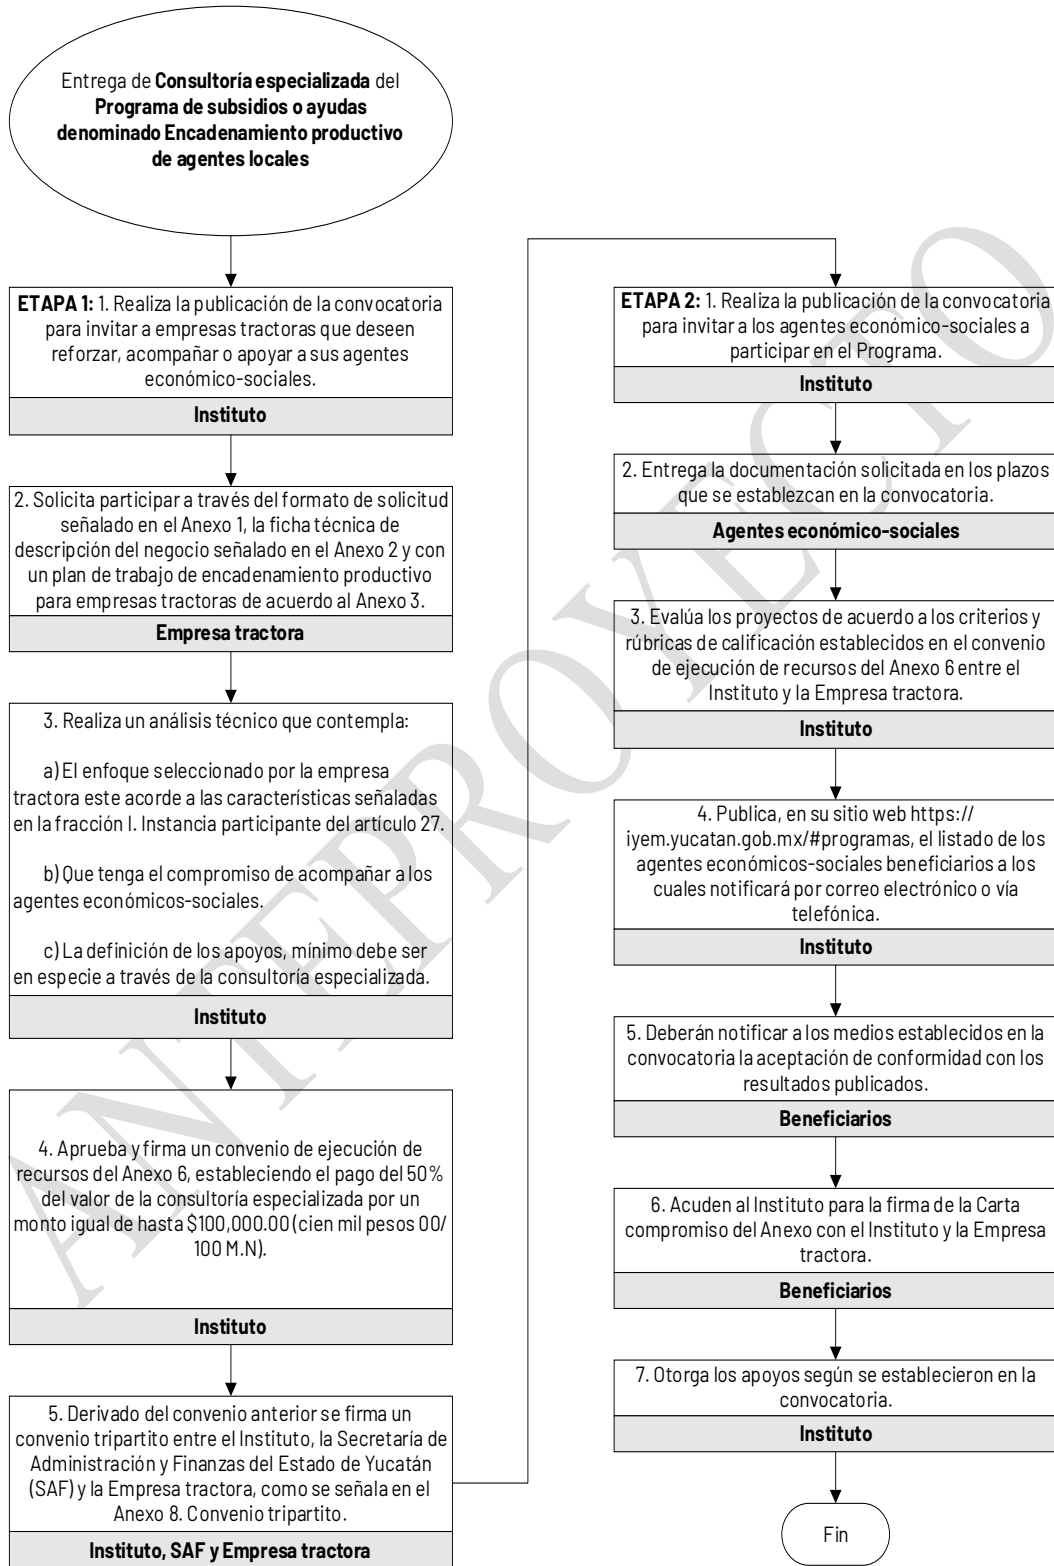 Entrega de Consultoría especializada del
Programa de subsidios o ayudas
denominado Encadenamiento productivo
de agentes locales
ETAPA 1: 1. Realiza la publicación de la convocatoria
para invitar a empresas tractoras que deseen
reforzar, acompañar o apoyar a sus agentes
económico-sociales.
Instituto
2. Solicita participar a través del formato de solicitud
señalado en el Anexo 1, la ficha técnica de
descripción del negocio señalado en el Anexo 2 y con
un plan de trabajo de encadenamiento productivo
para empresas tractoras de acuerdo al Anexo 3.
Empresa tractora
3. Realiza un análisis técnico que contempla:
a) El enfoque seleccionado por la empresa
tractora este acorde a las características señaladas
en la fracción I. Instancia participante del artículo 27.
b) Que tenga el compromiso de acompañar a los
agentes económicos-sociales.
c) La definición de los apoyos, mínimo debe ser
en especie a través de la consultoría especializada.
Instituto
4. Aprueba y firma un convenio de ejecución de
recursos del Anexo 6, estableciendo el pago del 50%
del valor de la consultoría especializada por un
monto igual de hasta $100,000.00 (cien mil pesos 00/
100 M.N).
Instituto
5. Derivado del convenio anterior se firma un
convenio tripartito entre el Instituto, la Secretaría de
Administración y Finanzas del Estado de Yucatán
(SAF) y la Empresa tractora, como se señala en el
Anexo 8. Convenio tripartito.
Instituto, SAF y Empresa tractora
ETAPA 2: 1. Realiza la publicación de la convocatoria
para invitar a los agentes económico-sociales a
participar en el Programa.
Instituto
2. Entrega la documentación solicitada en los plazos
que se establezcan en la convocatoria.
Agentes económico-sociales
3. Evalúa los proyectos de acuerdo a los criterios y
rúbricas de calificación establecidos en el convenio
de ejecución de recursos del Anexo 6 entre el
Instituto y la Empresa tractora.
Instituto
4. Publica, en su sitio web https://
iyem.yucatan.gob.mx/#programas, el listado de los
agentes económicos-sociales beneficiarios a los
cuales notificará por correo electrónico o vía
telefónica.
Instituto
5. Deberán notificar a los medios establecidos en la
convocatoria la aceptación de conformidad con los
resultados publicados.
Beneficiarios
6. Acuden al Instituto para la firma de la Carta
compromiso del Anexo con el Instituto y la Empresa
tractora.
Beneficiarios
7. Otorga los apoyos según se establecieron en la
convocatoria.
Instituto
Fin
ANTEPROYECTO